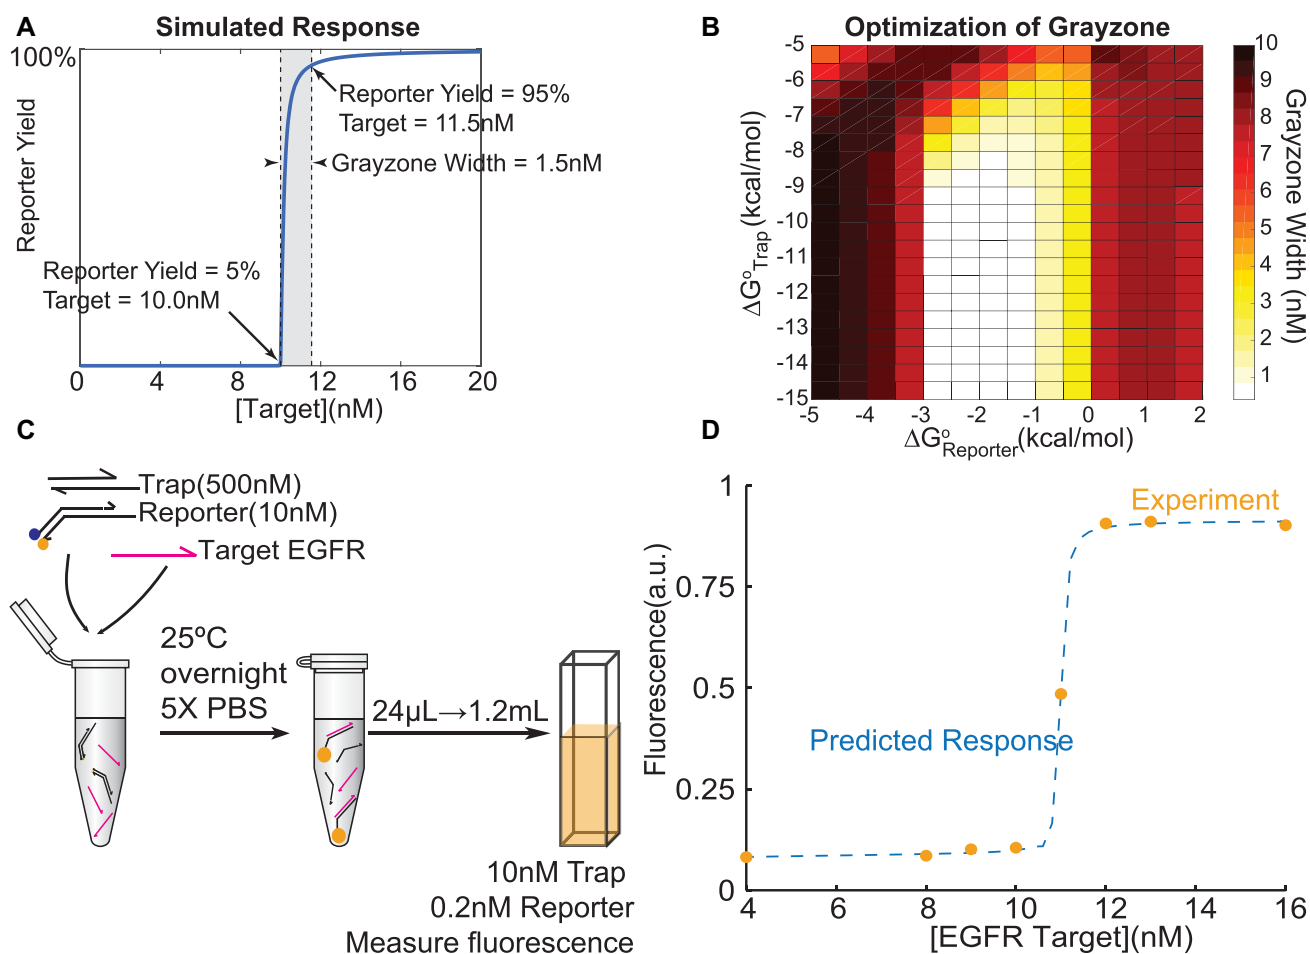 A
Simulated Response
100%
Reporter Yield
Reporter Yield = 95%
Target = 11.5nM
Grayzone Width = 1.5nM
Reporter Yield = 5%
Target = 10.0nM
0 4 8 12 16 20
[Target](nM)
B
Optimization of Grayzone
-5
-6
-7
-8
-9
-10
-11
-12
-13
-14
-15
ΔG°Trap (kcal/mol)
-5 -4 -3 -2 -1 0 1 2
ΔG°Reporter(kcal/mol)
10
9
8
7
6
5
4
3
2
1
Grayzone Width (nM)
C
Trap(500nM)
Reporter(10nM)
Target EGFR
25ºC
overnight
5X PBS
24µL→1.2mL
10nM Trap
0.2nM Reporter
Measure fluorescence
D
1
0.75
0.5
0.25
0
Fluorescence(a.u.)
Experiment
Predicted Response
4 6 8 10 12 14 16
[EGFR Target](nM)